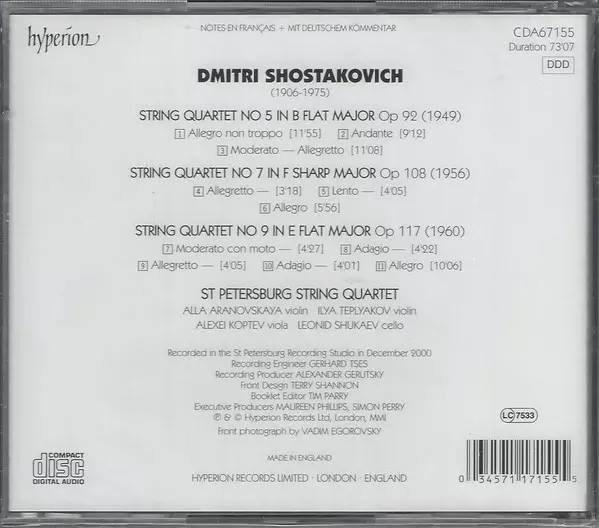 NOTES EN FRANÇAIS + MIT DEUTSCHEM KOMMENTAR
hyperion
CDA67155
Duration 73'07
DDD
DMITRI SHOSTAKOVICH
(1906-1975)
STRING QUARTET NO 5 IN B FLAT MAJOR Op 92 (1949)
1 Allegro non troppo [11'55] 2 Andante [9'12]
3 Moderato — Allegretto [11'08]
STRING QUARTET NO 7 IN F SHARP MAJOR Op 108 (1956)
4 Allegretto — [3'18] 5 Lento — [4'05]
6 Allegro [5'56]
STRING QUARTET NO 9 IN E FLAT MAJOR Op 117 (1960)
7 Moderato con moto — [4'27] 8 Adagio — [4'22]
9 Allegretto — [4'05] 10 Adagio — [4'01] 11 Allegro [10'06]
ST PETERSBURG STRING QUARTET
ALLA ARANOVSKAYA violin ILYA TEPLYAKOV violin
ALEXEI KOPTEV viola LEONID SHUKAEV cello
Recorded in the St Petersburg Recording Studio in December 2000
Recording Engineer GERHARD TSES
Recording Producer ALEXANDER GERUTSKY
Front Design TERRY SHANNON
Booklet Editor TIM PARRY
Executive Producers MAUREEN PHILLIPS, SIMON PERRY
℗ & © Hyperion Records Ltd, London, MMI
Front photograph by VADIM EGOROVSKY
LC 7533
COMPACT
disc
DIGITAL AUDIO
MADE IN ENGLAND
HYPERION RECORDS LIMITED · LONDON · ENGLAND
0 34571 17155 5